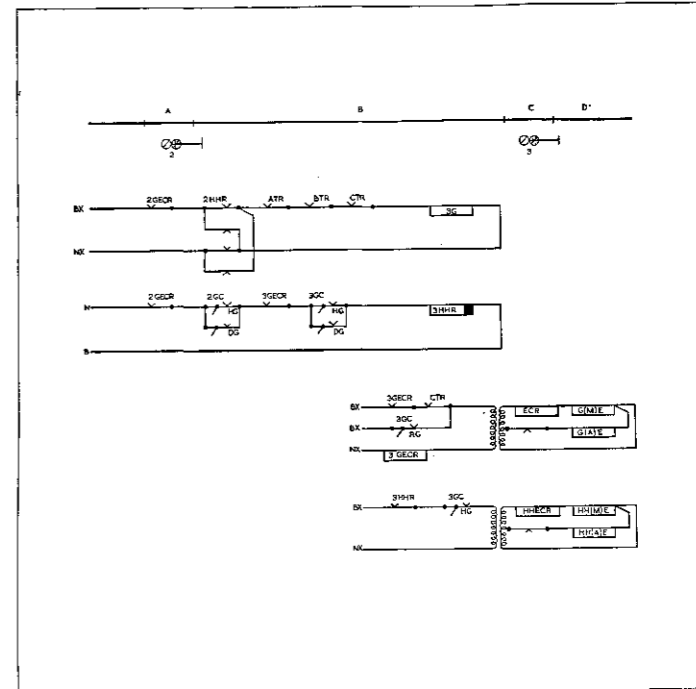 A B C D'
2 3
2GECR 2HHR ATR BTR CTR
BX 3G
NX
2GECR 2GC 3GECR 3GC
N HG HG 3HHR
DG DG
B
3GECR CTR
BX ECR G[M]E
3GC
BX RG G[A]E
NX 3 GECR
3HHR 3GC
BX HG HHECR HH[M]E
HH[A]E
NX